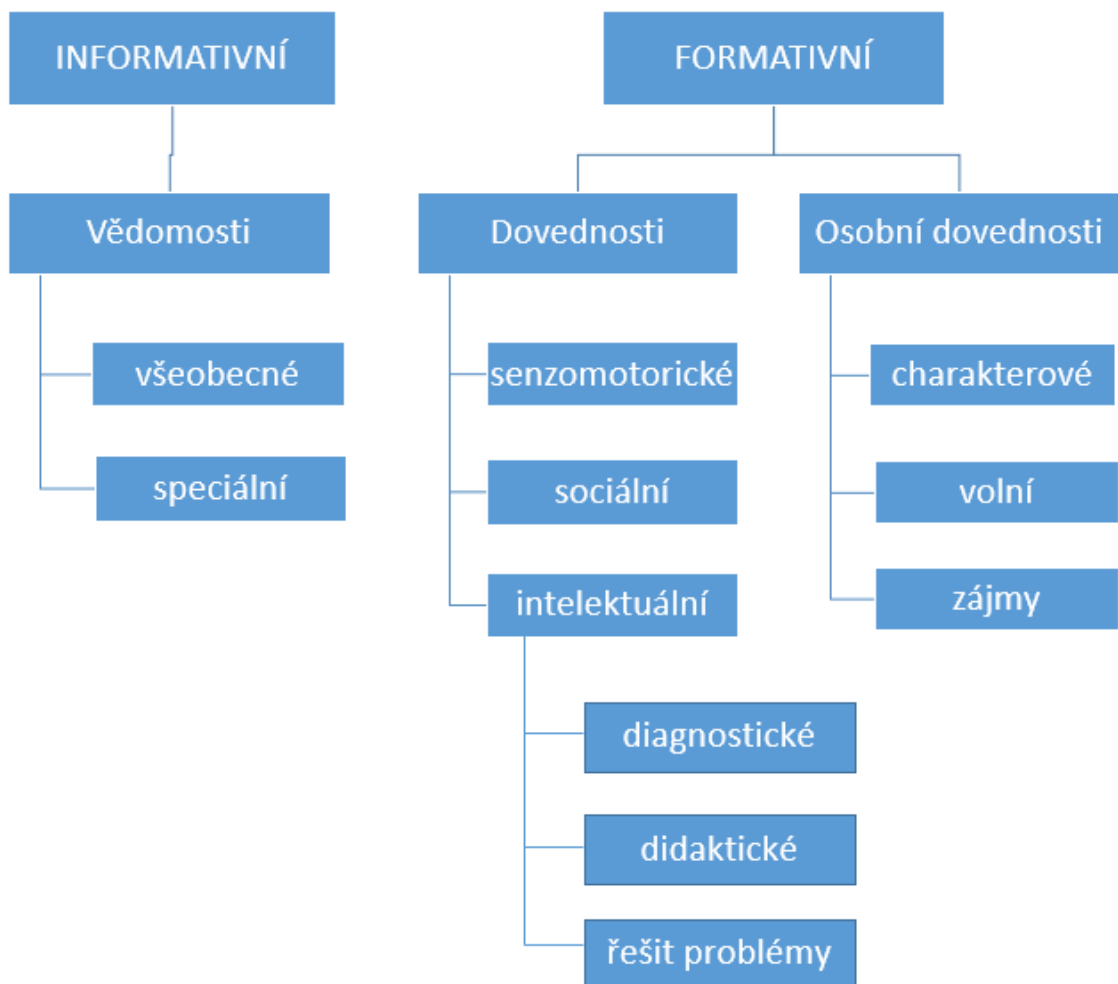 INFORMATIVNÍ
FORMATIVNÍ
Vědomosti
Dovednosti
Osobní dovednosti
všeobecné
senzomotorické
charakterové
speciální
sociální
volní
intelektuální
zájmy
diagnostické
didaktické
řešit problémy